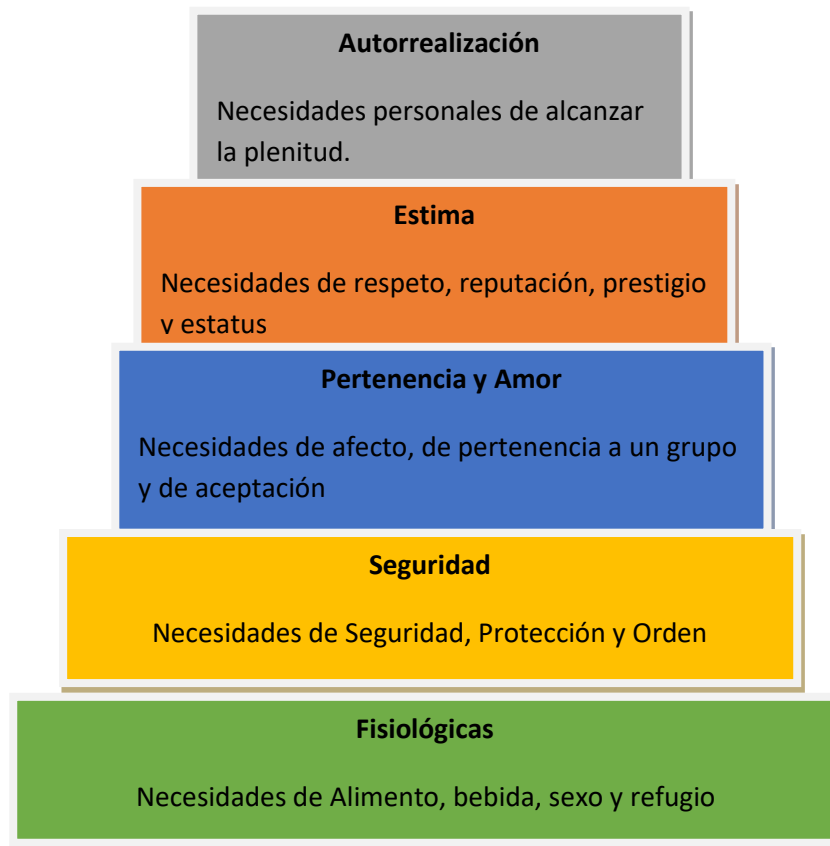 Autorrealización
Necesidades personales de alcanzar
la plenitud.
Estima
Necesidades de respeto, reputación, prestigio
y estatus
Pertenencia y Amor
Necesidades de afecto, de pertenencia a un grupo
y de aceptación
Seguridad
Necesidades de Seguridad, Protección y Orden
Fisiológicas
Necesidades de Alimento, bebida, sexo y refugio